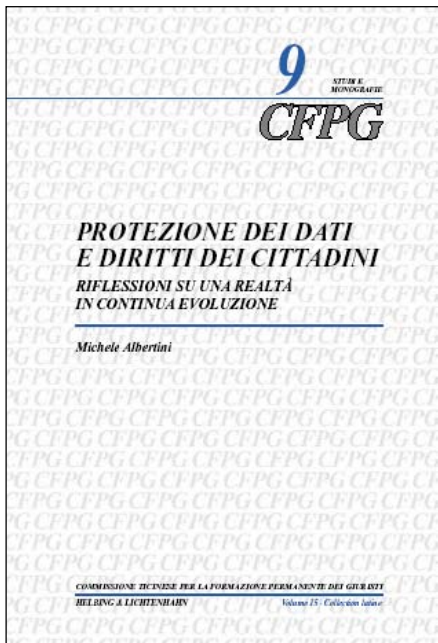 9
STUDI E
MONOGRAFIE
CFPG
PROTEZIONE DEI DATI
E DIRITTI DEI CITTADINI
RIFLESSIONI SU UNA REALTÀ
IN CONTINUA EVOLUZIONE
Michele Albertini
COMMISSIONE TICINESE PER LA FORMAZIONE PERMANENTE DEI GIURISTI
HELBING & LICHTENHAHN Volume 15 - Collection latine